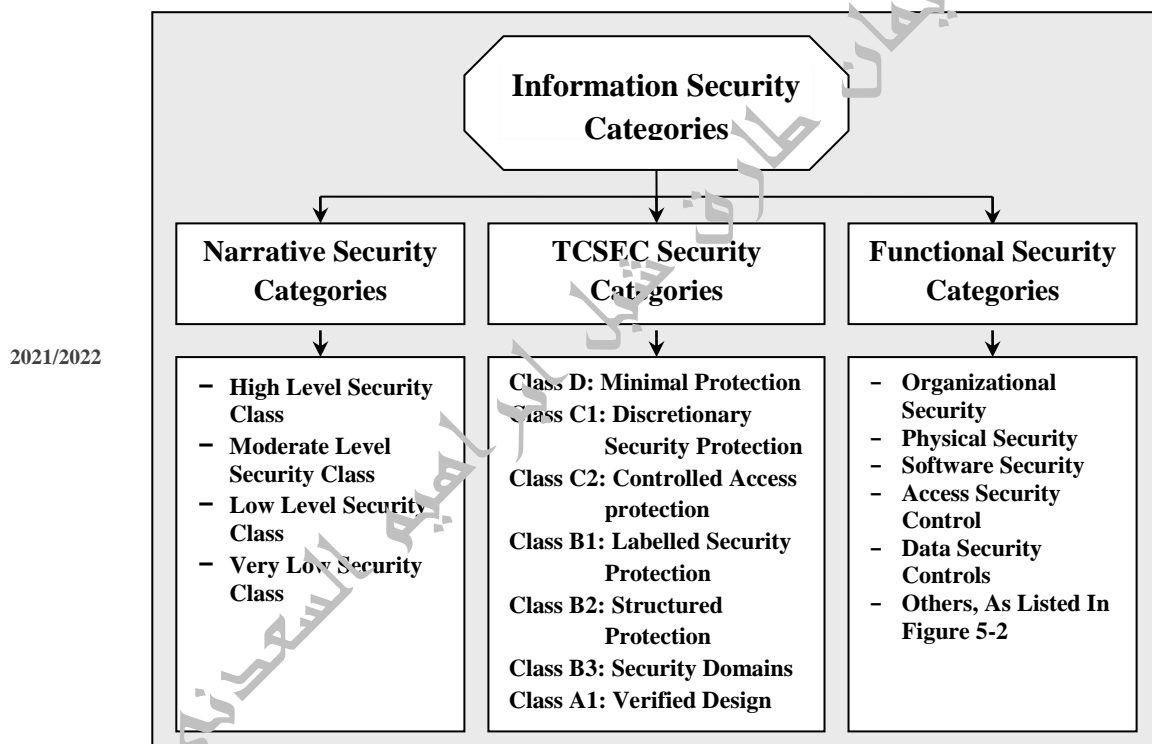 Information Security
Categories
Narrative Security
Categories
TCSEC Security
Categories
Functional Security
Categories
2021/2022
– High Level Security
Class
– Moderate Level
Security Class
– Low Level Security
Class
– Very Low Security
Class
Class D: Minimal Protection
Class C1: Discretionary
Security Protection
Class C2: Controlled Access
protection
Class B1: Labelled Security
Protection
Class B2: Structured
Protection
Class B3: Security Domains
Class A1: Verified Design
- Organizational
Security
- Physical Security
- Software Security
- Access Security
Control
- Data Security
Controls
- Others, As Listed In
Figure 5-2
طارق شهاب ابراهيم